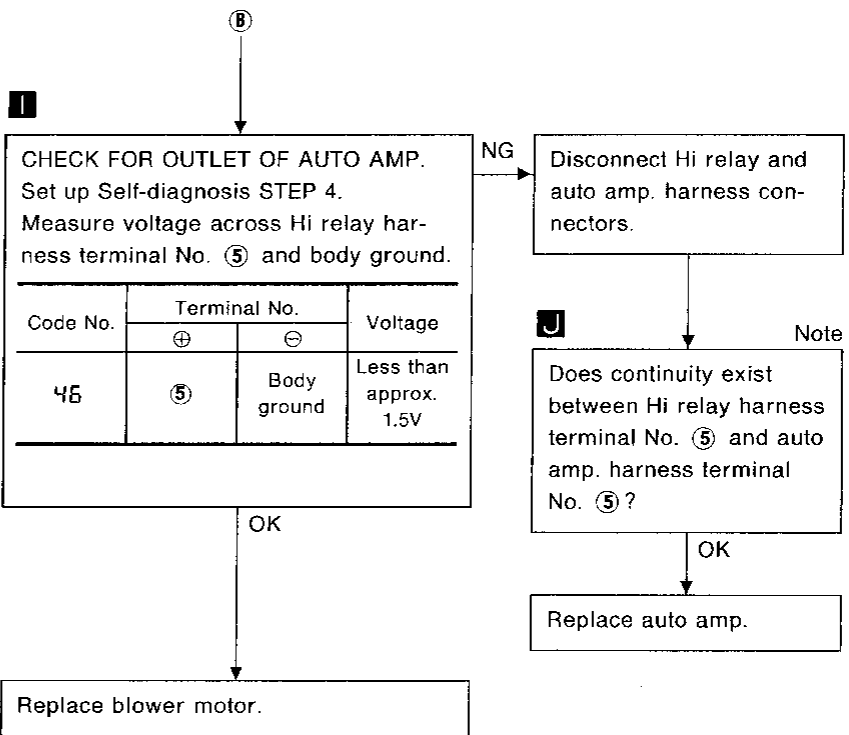 Ⓑ
I
CHECK FOR OUTLET OF AUTO AMP.
Set up Self-diagnosis STEP 4.
Measure voltage across Hi relay har-
ness terminal No. ⑤ and body ground.
Code No.
Terminal No.
Voltage
⊕
⊖
46
⑤
Body
ground
Less than
approx.
1.5V
OK
Replace blower motor.
NG
Disconnect Hi relay and
auto amp. harness con-
nectors.
J
Note
Does continuity exist
between Hi relay harness
terminal No. ⑤ and auto
amp. harness terminal
No. ⑤?
OK
Replace auto amp.